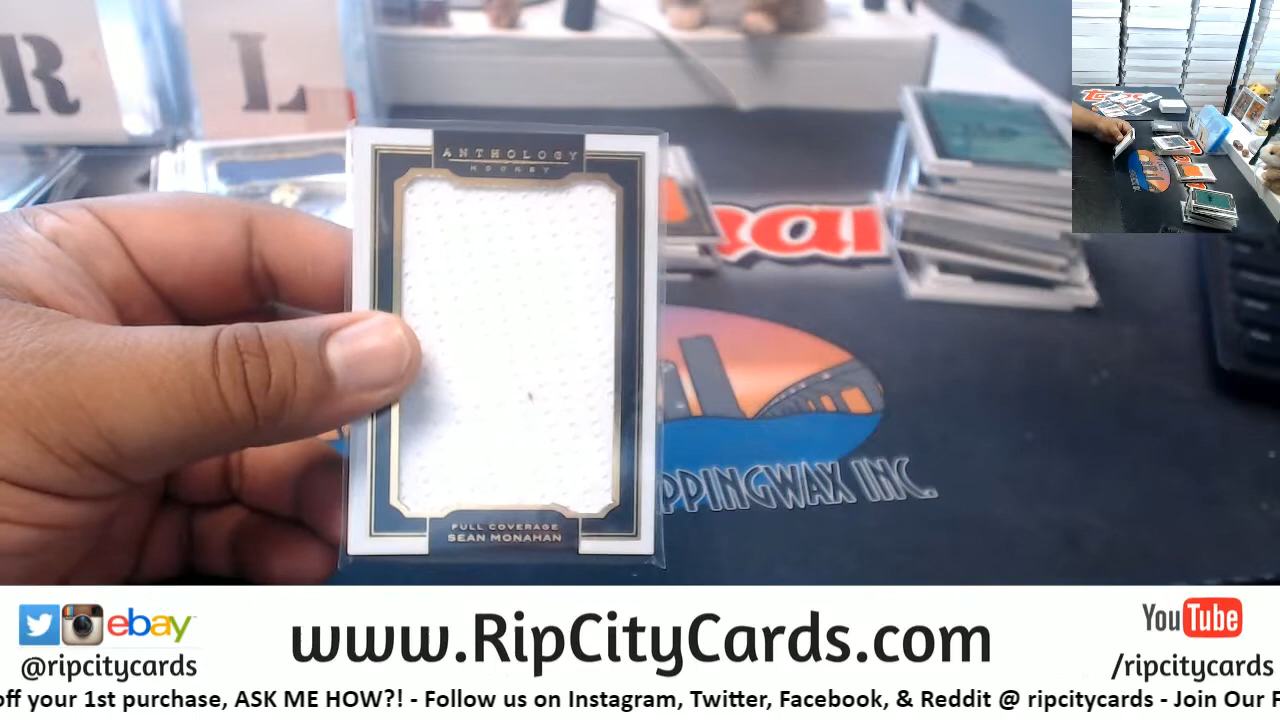 R L
ANTHOLOGY
HOCKEY
FULL COVERAGE
SEAN MONAHAN
PPINGWAX INC.
ebay
@ripcitycards
www.RipCityCards.com
YouTube
/ripcitycards
off your 1st purchase, ASK ME HOW?! - Follow us on Instagram, Twitter, Facebook, & Reddit @ ripcitycards - Join Our F